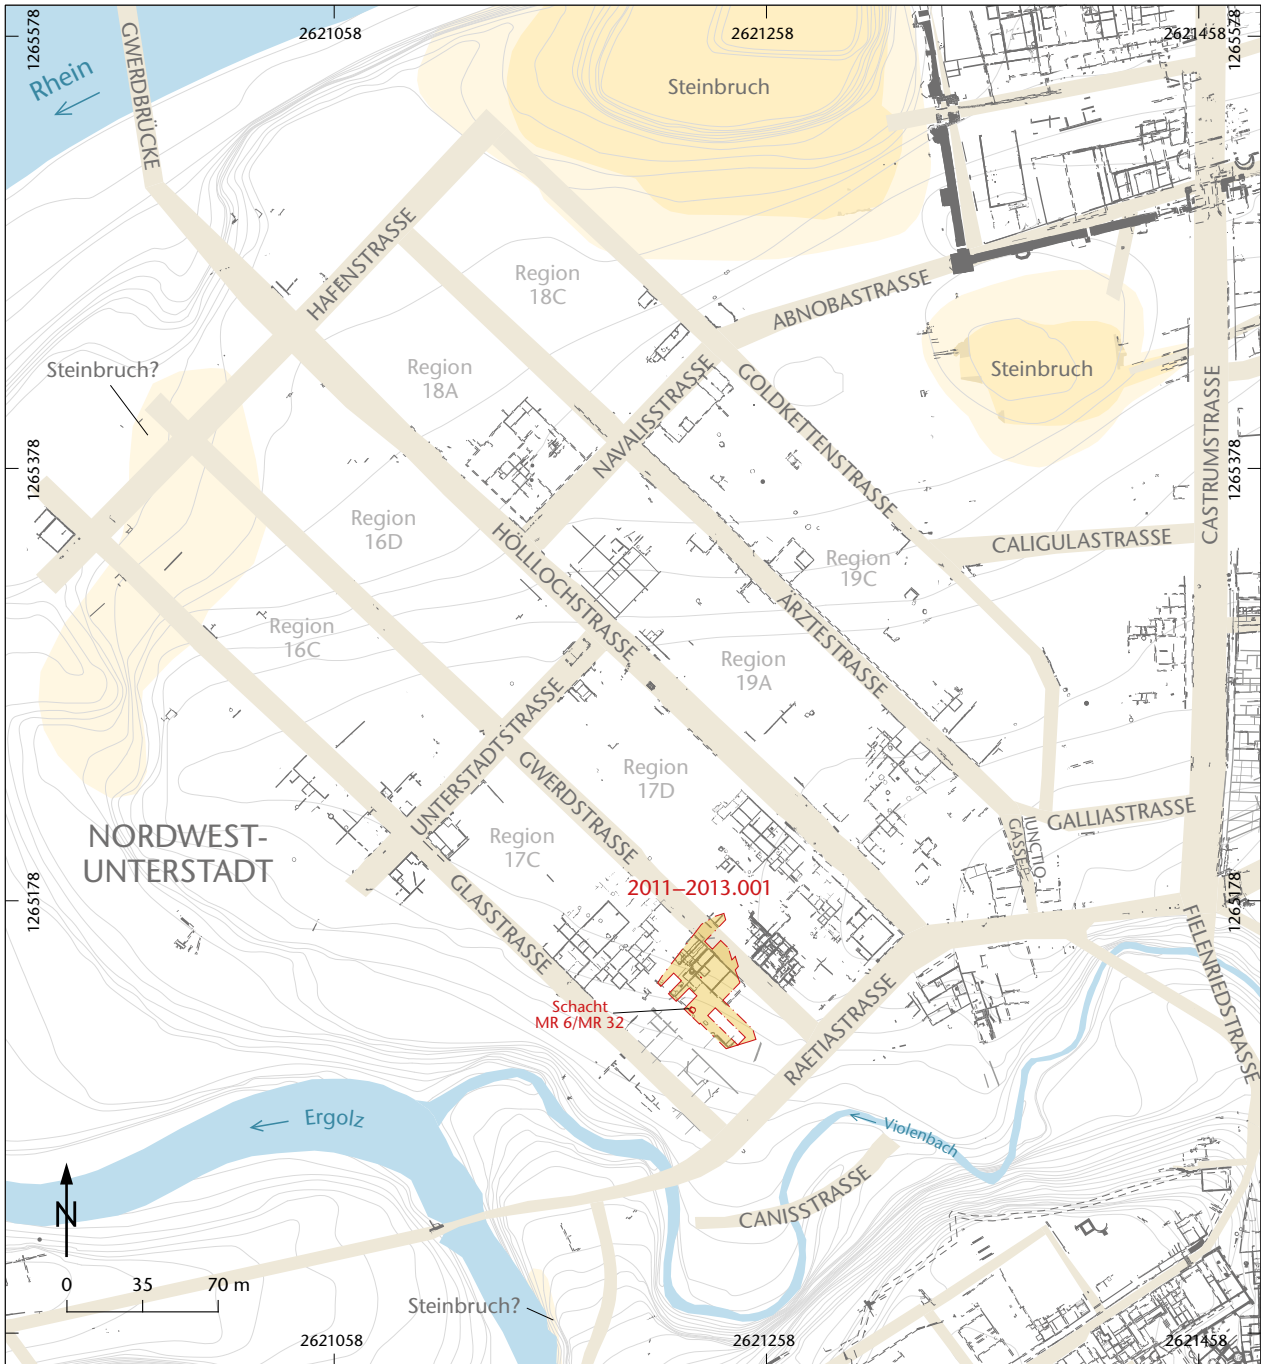 2621058
2621258
2621458
1265578
1265578
GWERDBRÜCKE
Rhein
Steinbruch
HAFENSTRASSE
Region
18C
ABNOBASTRASSE
Steinbruch?
Region
18A
Steinbruch
NAVALISSTRASSE
GOLDKETTENSTRASSE
CASTRUMSTRASSE
1265378
1265378
Region
16D
HÖLLLOCHSTRASSE
CALIGULASTRASSE
Region
19C
ÄRZTESTRASSE
Region
16C
Region
19A
UNTERSTADTSTRASSE
GWERDSTRASSE
Region
17D
NORDWEST-
UNTERSTADT
Region
17C
GALLIASTRASSE
JUNCTIO-
GASSE
GLASSTRASSE
2011–2013.001
1265178
1265178
FIELENRIEDSTRASSE
Schacht
MR 6/MR 32
RAETIASTRASSE
Ergolz
Violenbach
CANISSTRASSE
N
0 35 70 m
Steinbruch?
2621058
2621258
2621458